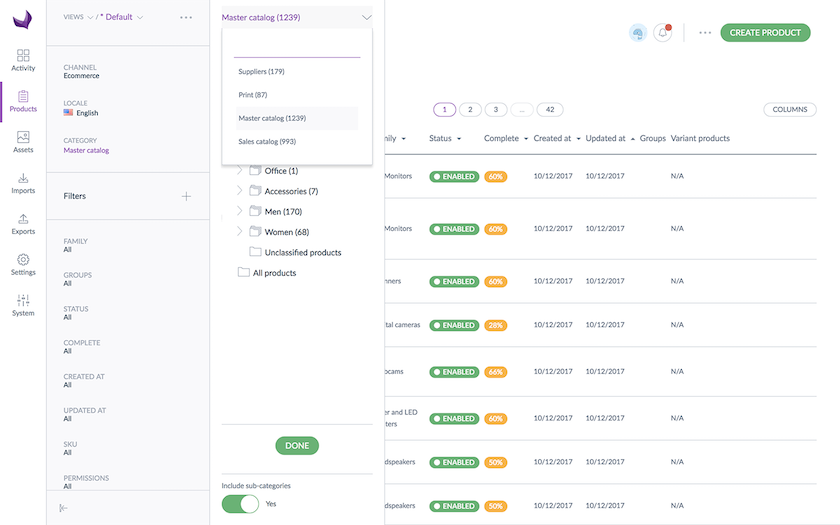 VIEWS / * Default
CHANNEL
Ecommerce
LOCALE
English
CATEGORY
Master catalog
Filters
FAMILY
All
GROUPS
All
STATUS
All
COMPLETE
All
CREATED AT
All
UPDATED AT
All
SKU
All
PERMISSIONS
All
Activity
Products
Assets
Imports
Exports
Settings
System
Master catalog (1239)
Suppliers (179)
Print (87)
Master catalog (1239)
Sales catalog (993)
Office (1)
Accessories (7)
Men (170)
Women (68)
Unclassified products
All products
DONE
Include sub-categories
Yes
CREATE PRODUCT
1 2 3 ... 42 COLUMNS
nily Status Complete Created at Updated at Groups Variant products
Monitors ENABLED 60% 10/12/2017 10/12/2017 N/A
Monitors ENABLED 60% 10/12/2017 10/12/2017 N/A
nners ENABLED 60% 10/12/2017 10/12/2017 N/A
tal cameras ENABLED 28% 10/12/2017 10/12/2017 N/A
ocams ENABLED 66% 10/12/2017 10/12/2017 N/A
er and LED
ters ENABLED 60% 10/12/2017 10/12/2017 N/A
dspeakers ENABLED 50% 10/12/2017 10/12/2017 N/A
dspeakers ENABLED 50% 10/12/2017 10/12/2017 N/A